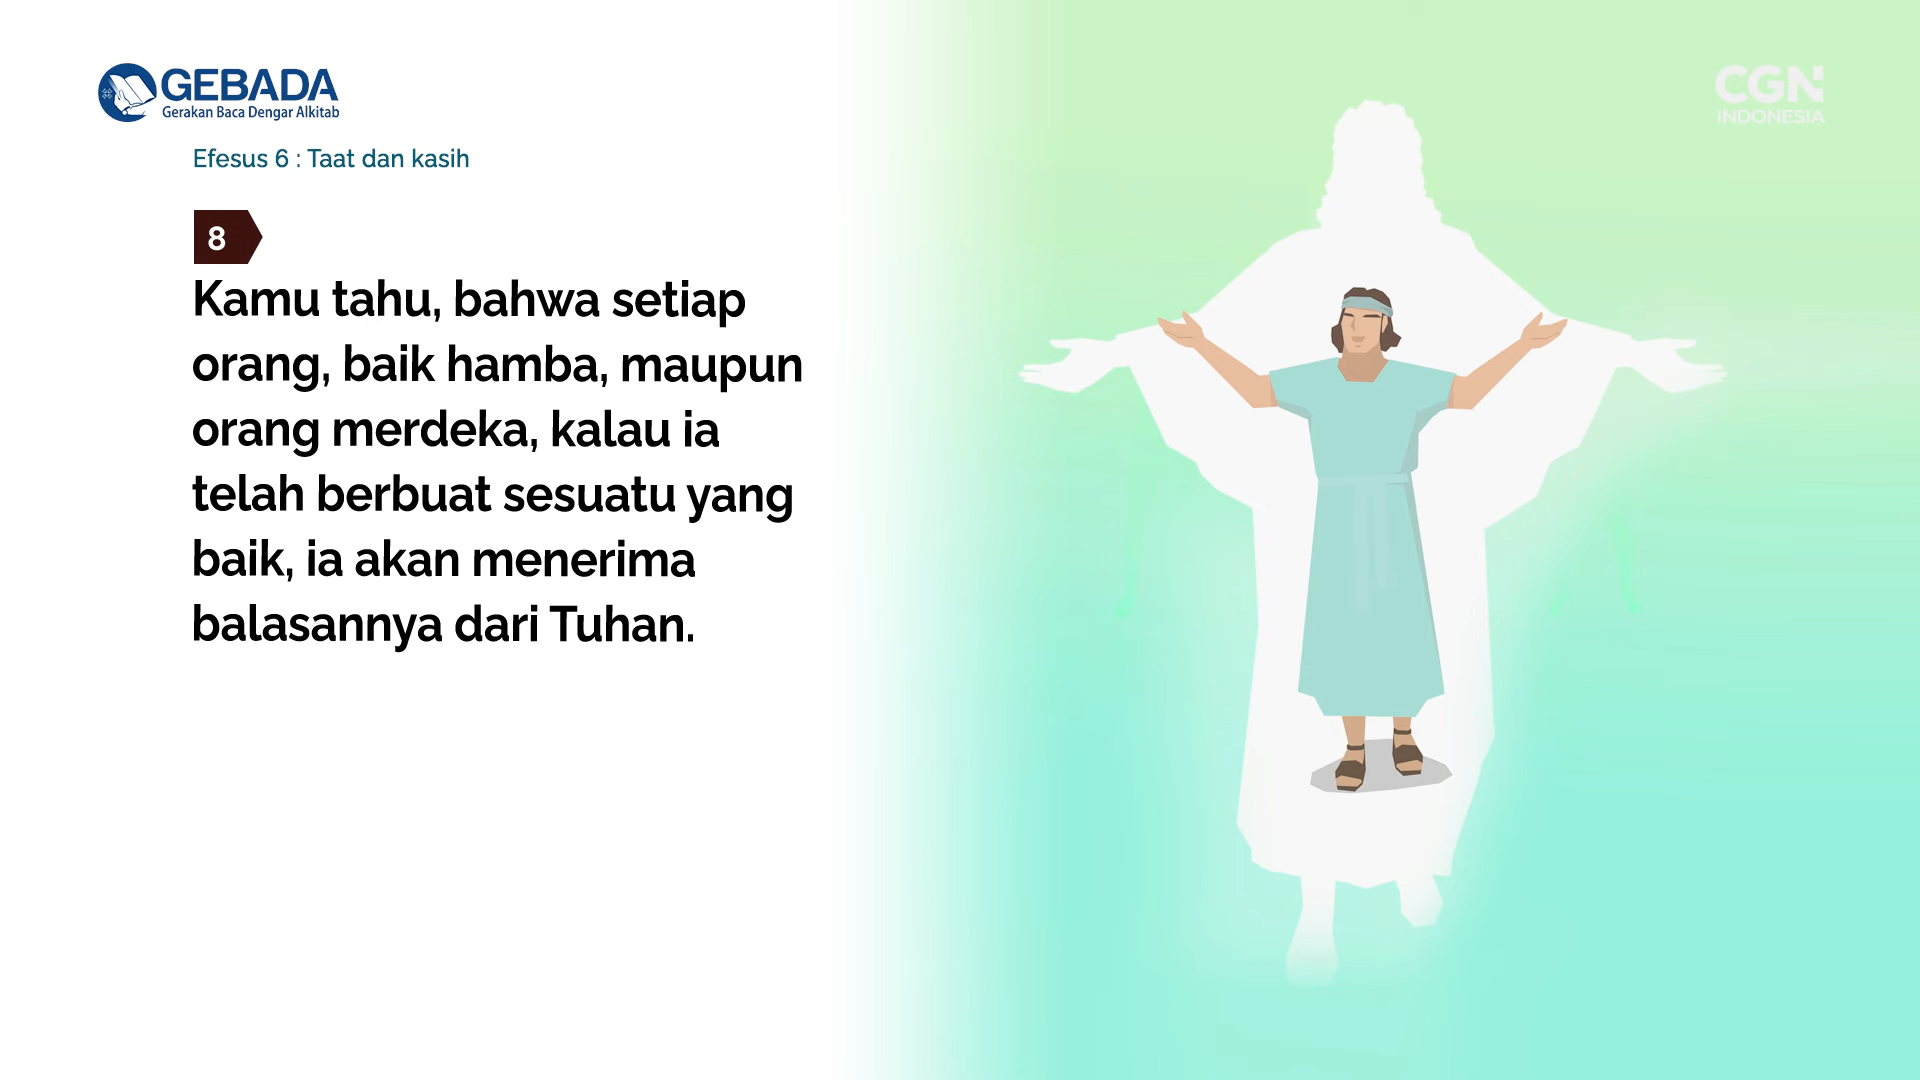 GEBADA
Gerakan Baca Dengar Alkitab
CGN
INDONESIA
Efesus 6 : Taat dan kasih
8
Kamu tahu, bahwa setiap
orang, baik hamba, maupun
orang merdeka, kalau ia
telah berbuat sesuatu yang
baik, ia akan menerima
balasannya dari Tuhan.